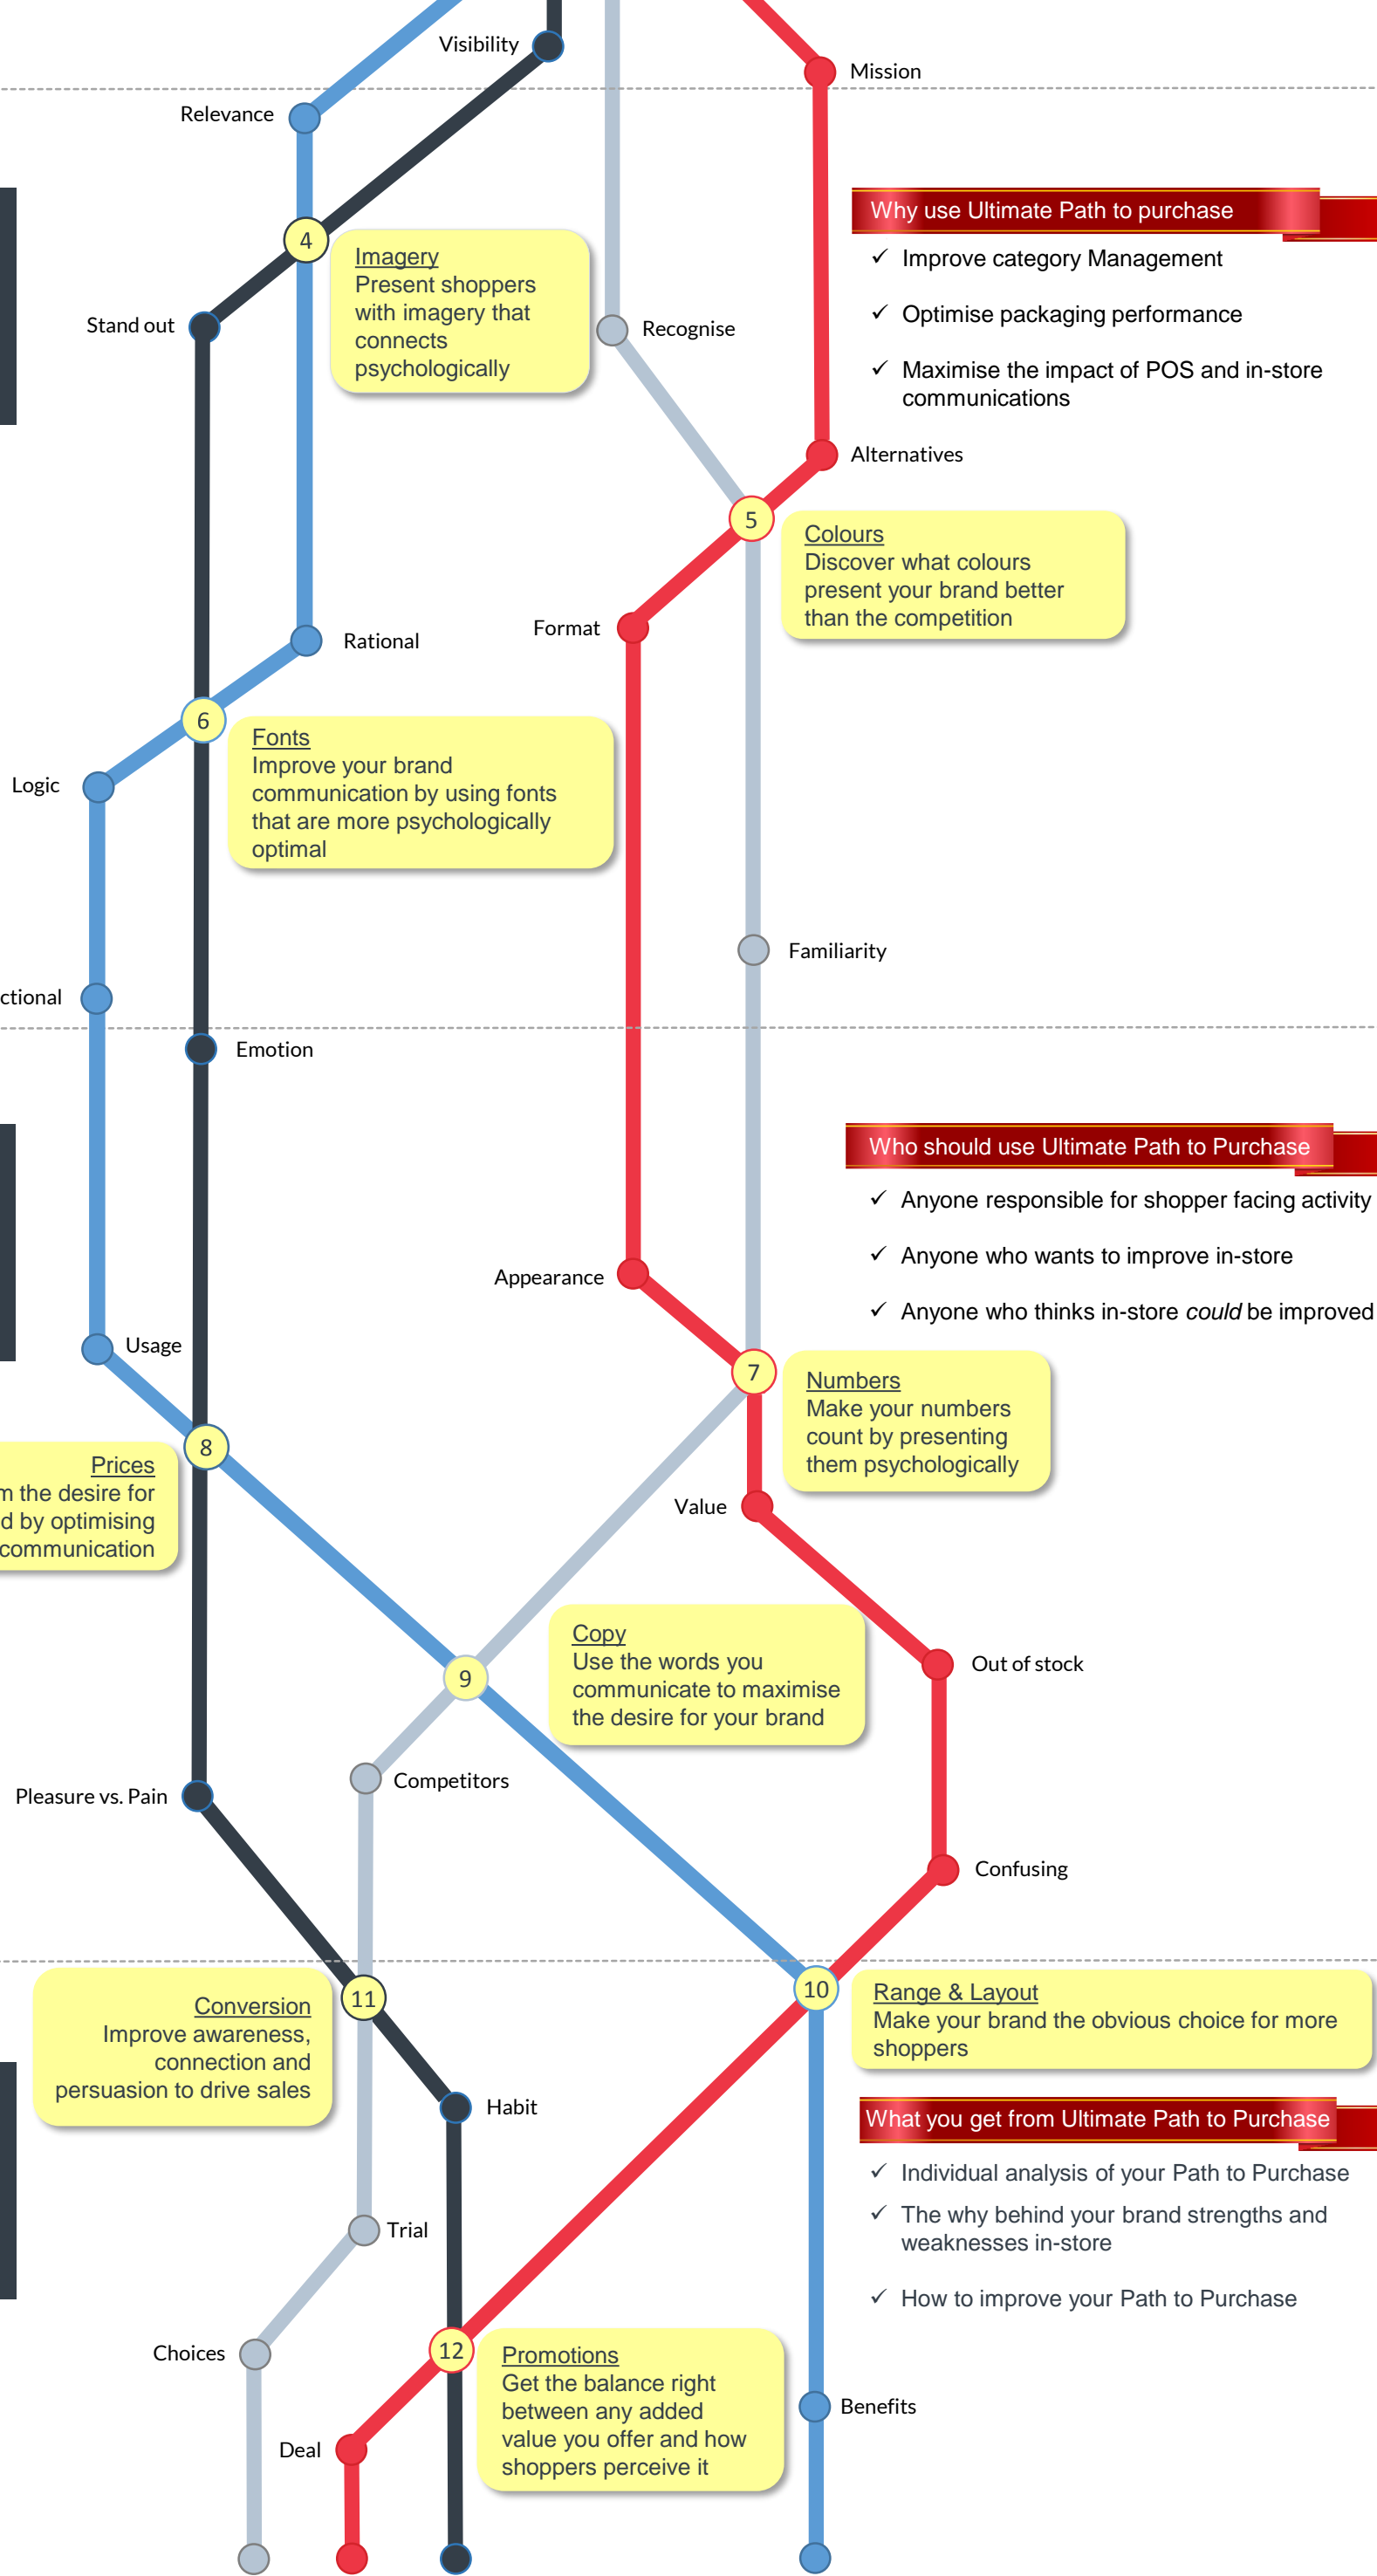 Visibility
Mission
Relevance
Why use Ultimate Path to purchase
4
Imagery
Present shoppers
with imagery that
connects
psychologically
✓ Improve category Management
✓ Optimise packaging performance
✓ Maximise the impact of POS and in-store
communications
Stand out
Recognise
Alternatives
5
Colours
Discover what colours
present your brand better
than the competition
Format
Rational
6
Fonts
Improve your brand
communication by using fonts
that are more psychologically
optimal
Logic
Familiarity
ctional
Emotion
Who should use Ultimate Path to Purchase
✓ Anyone responsible for shopper facing activity
✓ Anyone who wants to improve in-store
✓ Anyone who thinks in-store could be improved
Appearance
Usage
7
Numbers
Make your numbers
count by presenting
them psychologically
8
Prices
m the desire for
d by optimising
communication
Value
Copy
Use the words you
communicate to maximise
the desire for your brand
9
Out of stock
Competitors
Pleasure vs. Pain
Confusing
10
Range & Layout
Make your brand the obvious choice for more
shoppers
11
Conversion
Improve awareness,
connection and
persuasion to drive sales
Habit
What you get from Ultimate Path to Purchase
✓ Individual analysis of your Path to Purchase
✓ The why behind your brand strengths and
weaknesses in-store
✓ How to improve your Path to Purchase
Trial
Choices
12
Promotions
Get the balance right
between any added
value you offer and how
shoppers perceive it
Benefits
Deal